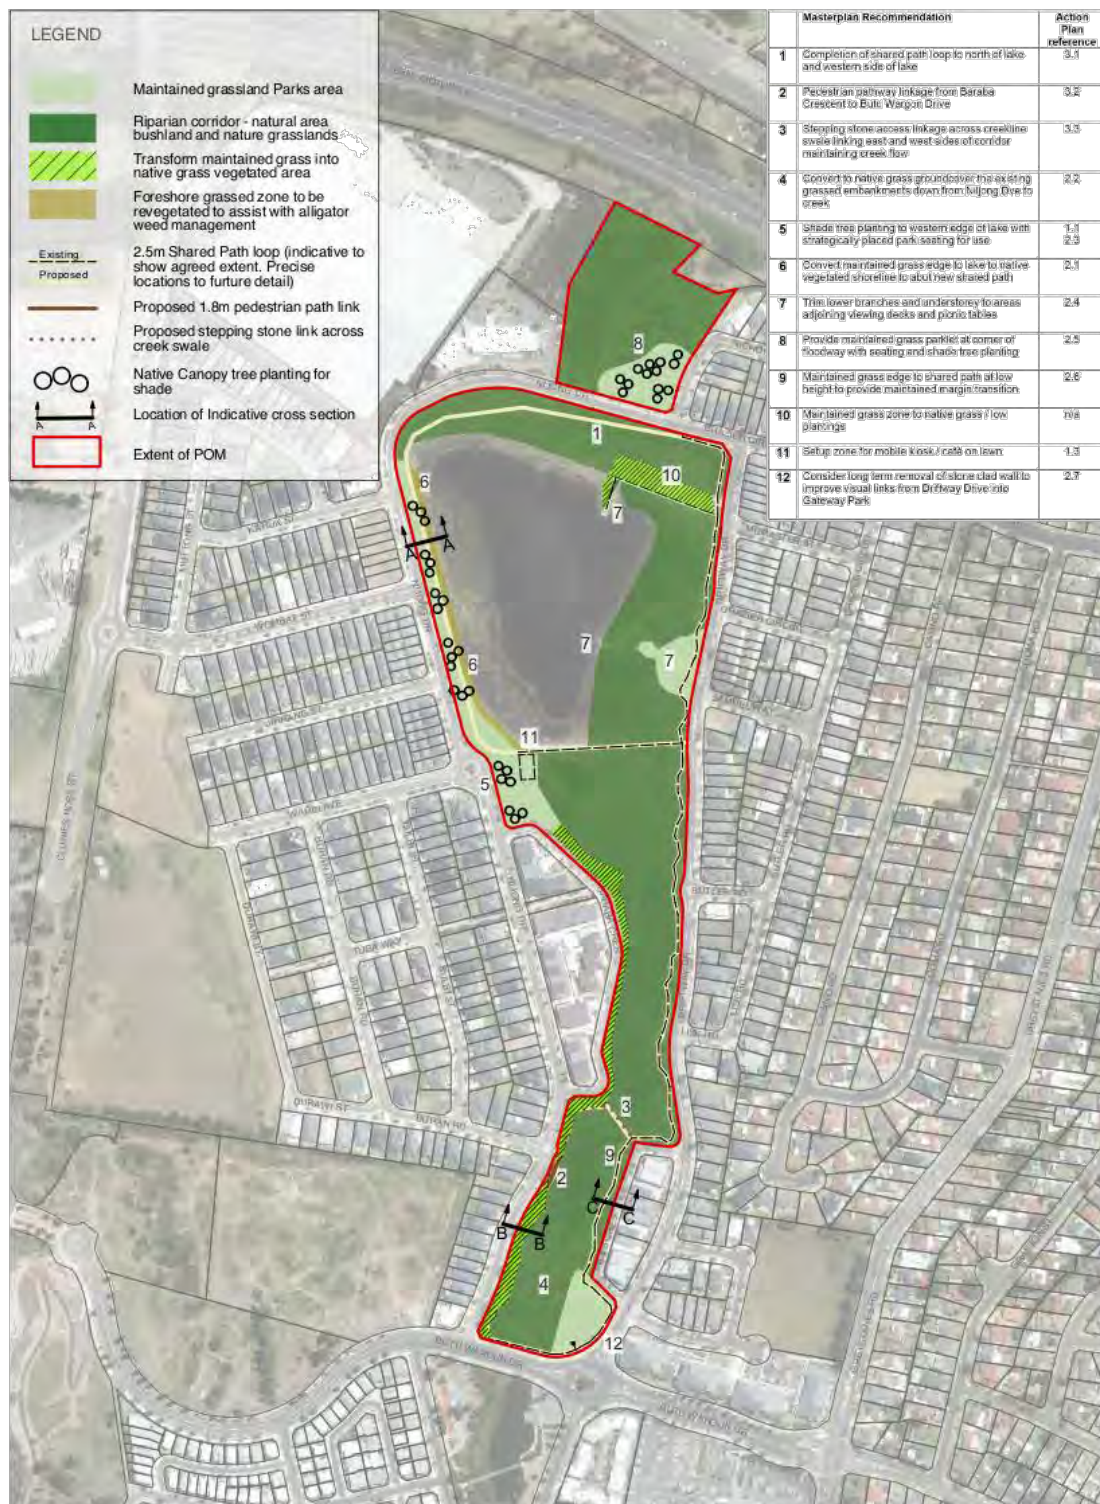 LEGEND
Maintained grassland Parks area
Riparian corridor - natural area
bushland and nature grasslands
Transform maintained grass into
native grass vegetated area
Foreshore grassed zone to be
revegetated to assist with alligator
weed management
Existing
Proposed
2.5m Shared Path loop (indicative to
show agreed extent. Precise
locations to furture detail)
Proposed 1.8m pedestrian path link
Proposed stepping stone link across
creek swale
Native Canopy tree planting for
shade
A A
Location of Indicative cross section
Extent of POM
Masterplan Recommendation
Action
Plan
reference
1 Completion of shared path loop to north of lake 3.1
and western side of lake
2 Pedestrian pathway linkage from Baraba 3.2
Crescent to Butu Wargon Drive
3 Stepping stone access linkage across creekline 3.3
swale linking east and west sides of corridor
maintaining creek flow
4 Convert to native grass groundcover the existing 2.2
grassed embankments down from Niljong Dve to
creek
5 Shade tree planting to western edge of lake with 1.1
strategically placed park seating for use 2.3
6 Convert maintained grass edge to lake to native 2.1
vegetated shoreline to abut new shared path
7 Trim lower branches and understorey to areas 2.4
adjoining viewing decks and picnic tables
8 Provide maintained grass parklet at corner of 2.5
floodway with seating and shade tree planting
9 Maintained grass edge to shared path at low 2.6
height to provide maintained margin transition
10 Maintained grass zone to native grass / low n/a
plantings
11 Setup zone for mobile kiosk / café on lawn 1.3
12 Consider long term removal of stone clad wall to 2.7
improve visual links from Driftway Drive into
Gateway Park
8
1
10
6
7
A A
7
6
7
11
5
WOMBAT ST
WAGIN AVE
TUGA WAY
3
DURAWI ST
9
2
C
C
B
B
4
12
BUTU WARGUN DR